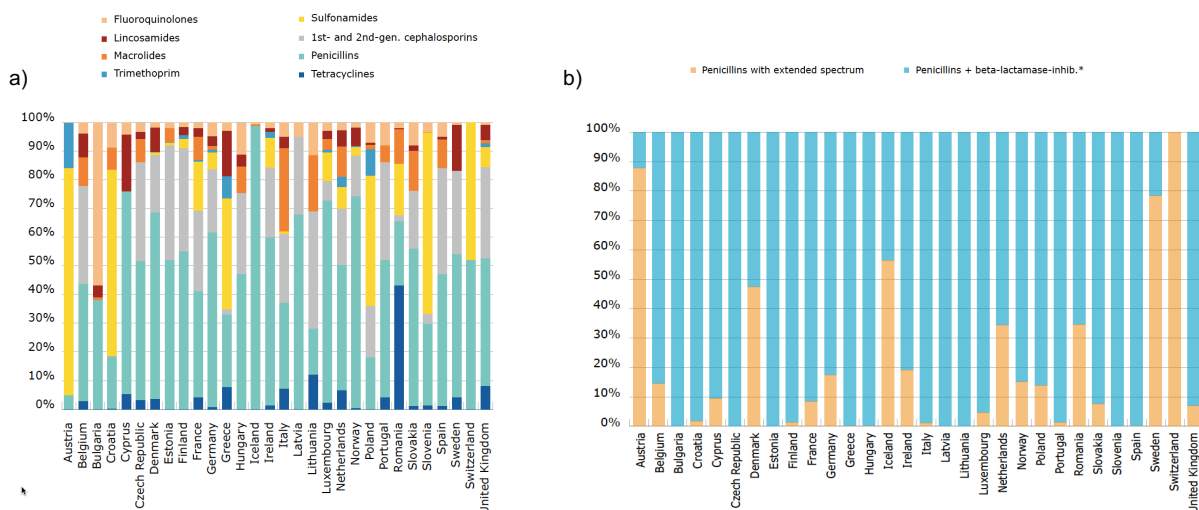 Fluoroquinolones
Lincosamides
Macrolides
Trimethoprim
Sulfonamides
1st- and 2nd-gen. cephalosporins
Penicillins
Tetracyclines
a)
100%
90%
80%
70%
60%
50%
40%
30%
20%
10%
0%
Austria
Belgium
Bulgaria
Croatia
Cyprus
Czech Republic
Denmark
Estonia
Finland
France
Germany
Greece
Hungary
Iceland
Ireland
Italy
Latvia
Lithuania
Luxembourg
Netherlands
Norway
Poland
Portugal
Romania
Slovakia
Slovenia
Spain
Sweden
Switzerland
United Kingdom
b)
Penicillins with extended spectrum
Penicillins + beta-lactamase-inhib.*
100%
90%
80%
70%
60%
50%
40%
30%
20%
10%
0%
Austria
Belgium
Bulgaria
Croatia
Cyprus
Czech Republic
Denmark
Estonia
Finland
France
Germany
Greece
Hungary
Iceland
Ireland
Italy
Latvia
Lithuania
Luxembourg
Netherlands
Norway
Poland
Portugal
Romania
Slovakia
Slovenia
Spain
Sweden
Switzerland
United Kingdom